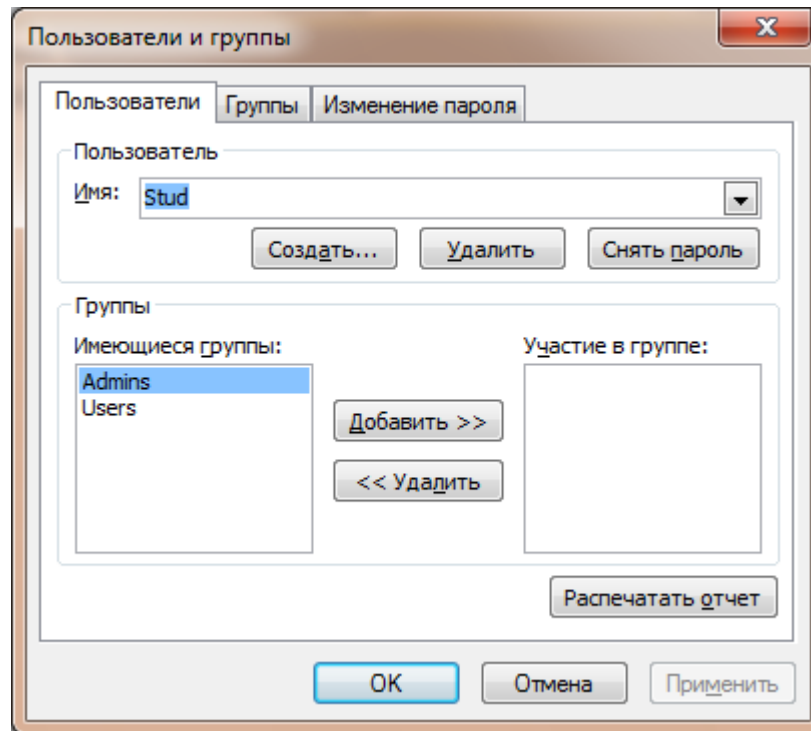 Пользователи и группы
Пользователи Группы Изменение пароля
Пользователь
Имя: Stud
Создать... Удалить Снять пароль
Группы
Имеющиеся группы: Участие в группе:
Admins
Users
Добавить >>
<< Удалить
Распечатать отчет
OK Отмена Применить